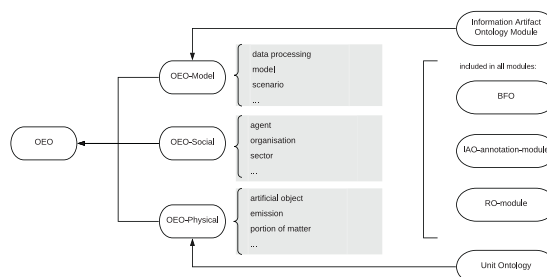 Information Artifact
Ontology Module
data processing
model
scenario
...
OEO-Model
included in all modules:
BFO
agent
organisation
sector
...
OEO
OEO-Social
IAO-annotation-module
artificial object
emission
portion of matter
...
OEO-Physical
RO-module
Unit Ontology